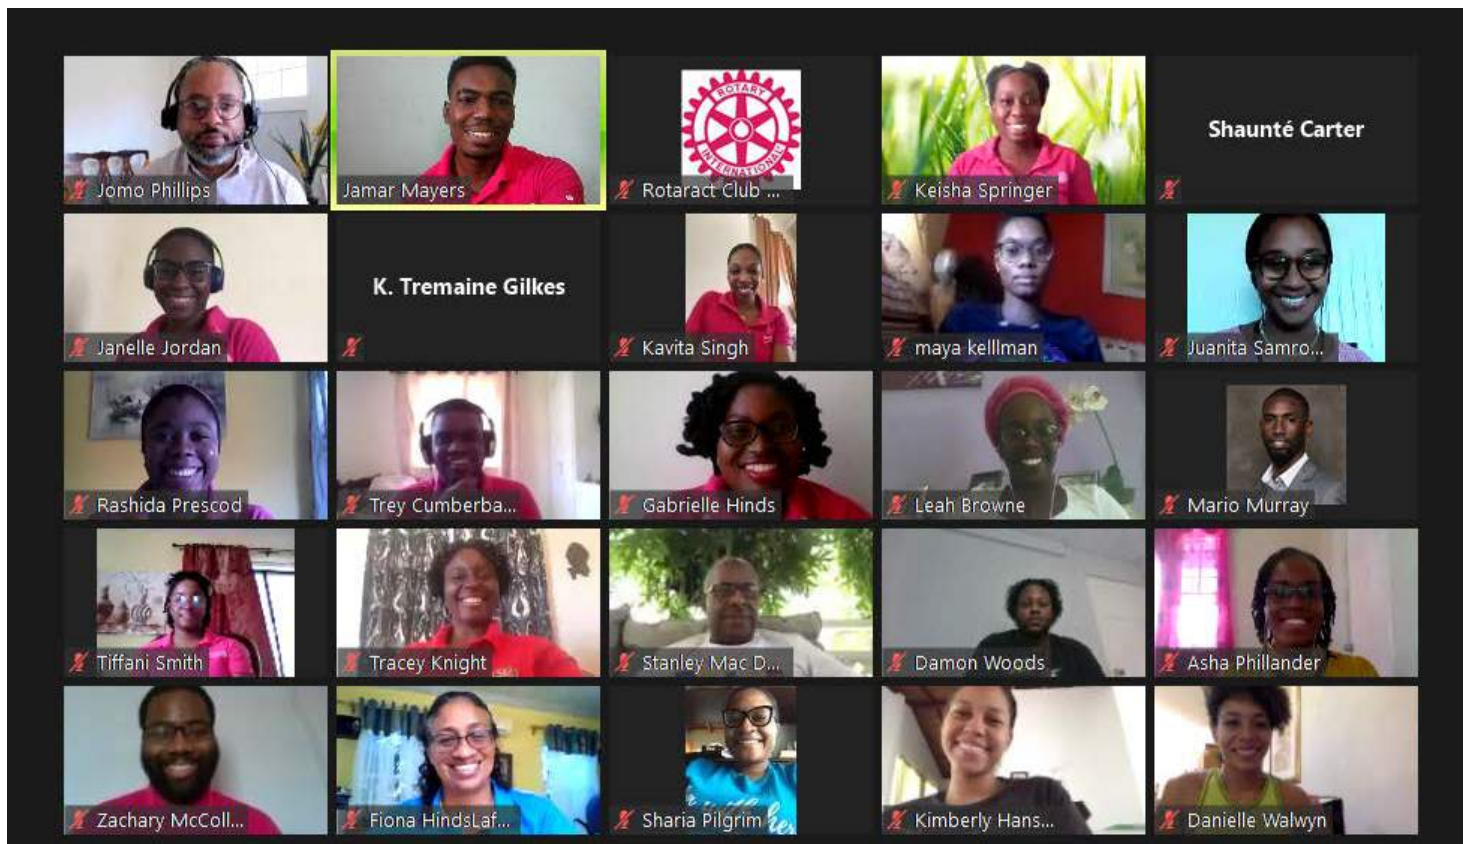 Jomo Phillips
Jamar Mayers
ROTARY
INTERNATIONAL
Rotaract Club ...
Keisha Springer
Shaunté Carter
Janelle Jordan
K. Tremaine Gilkes
Kavita Singh
maya kelllman
Juanita Samro...
Rashida Prescod
Trey Cumberba...
Gabrielle Hinds
Leah Browne
Mario Murray
Tiffani Smith
Tracey Knight
Stanley Mac D...
Damon Woods
Asha Phillander
Zachary McColl...
Fiona HindsLaf...
Sharia Pilgrim
Kimberly Hans...
Danielle Walwyn